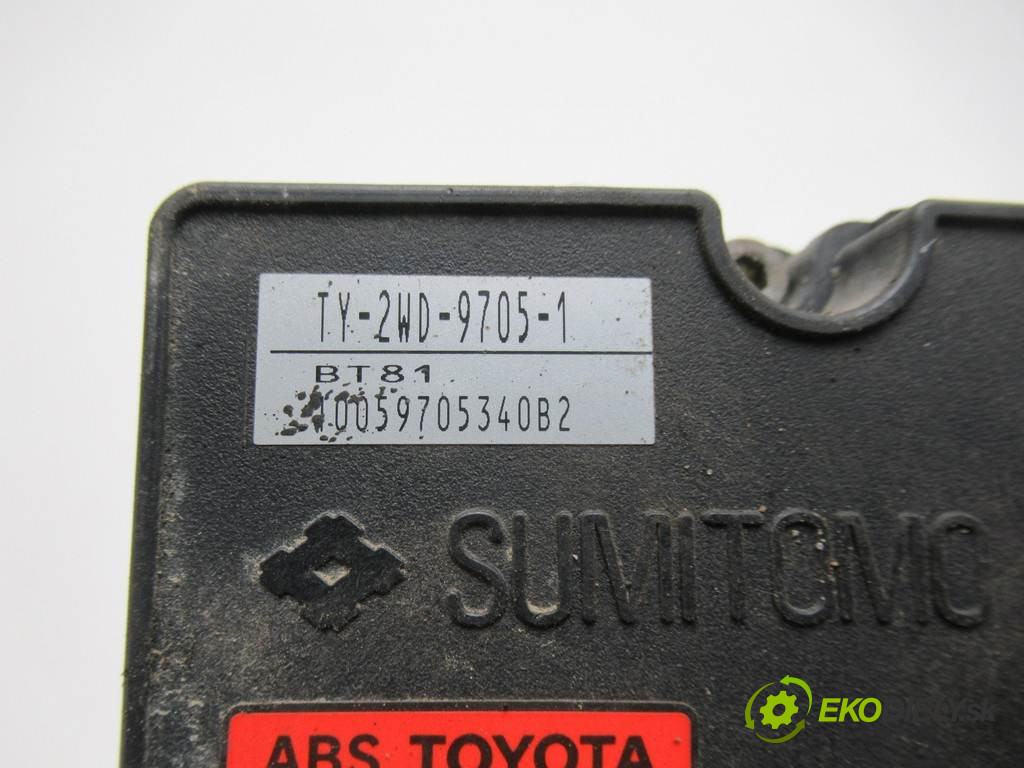 TY-2WD-9705-1
BT81
10059705340B2
SUMITOMO
ABS TOYOTA
EKO